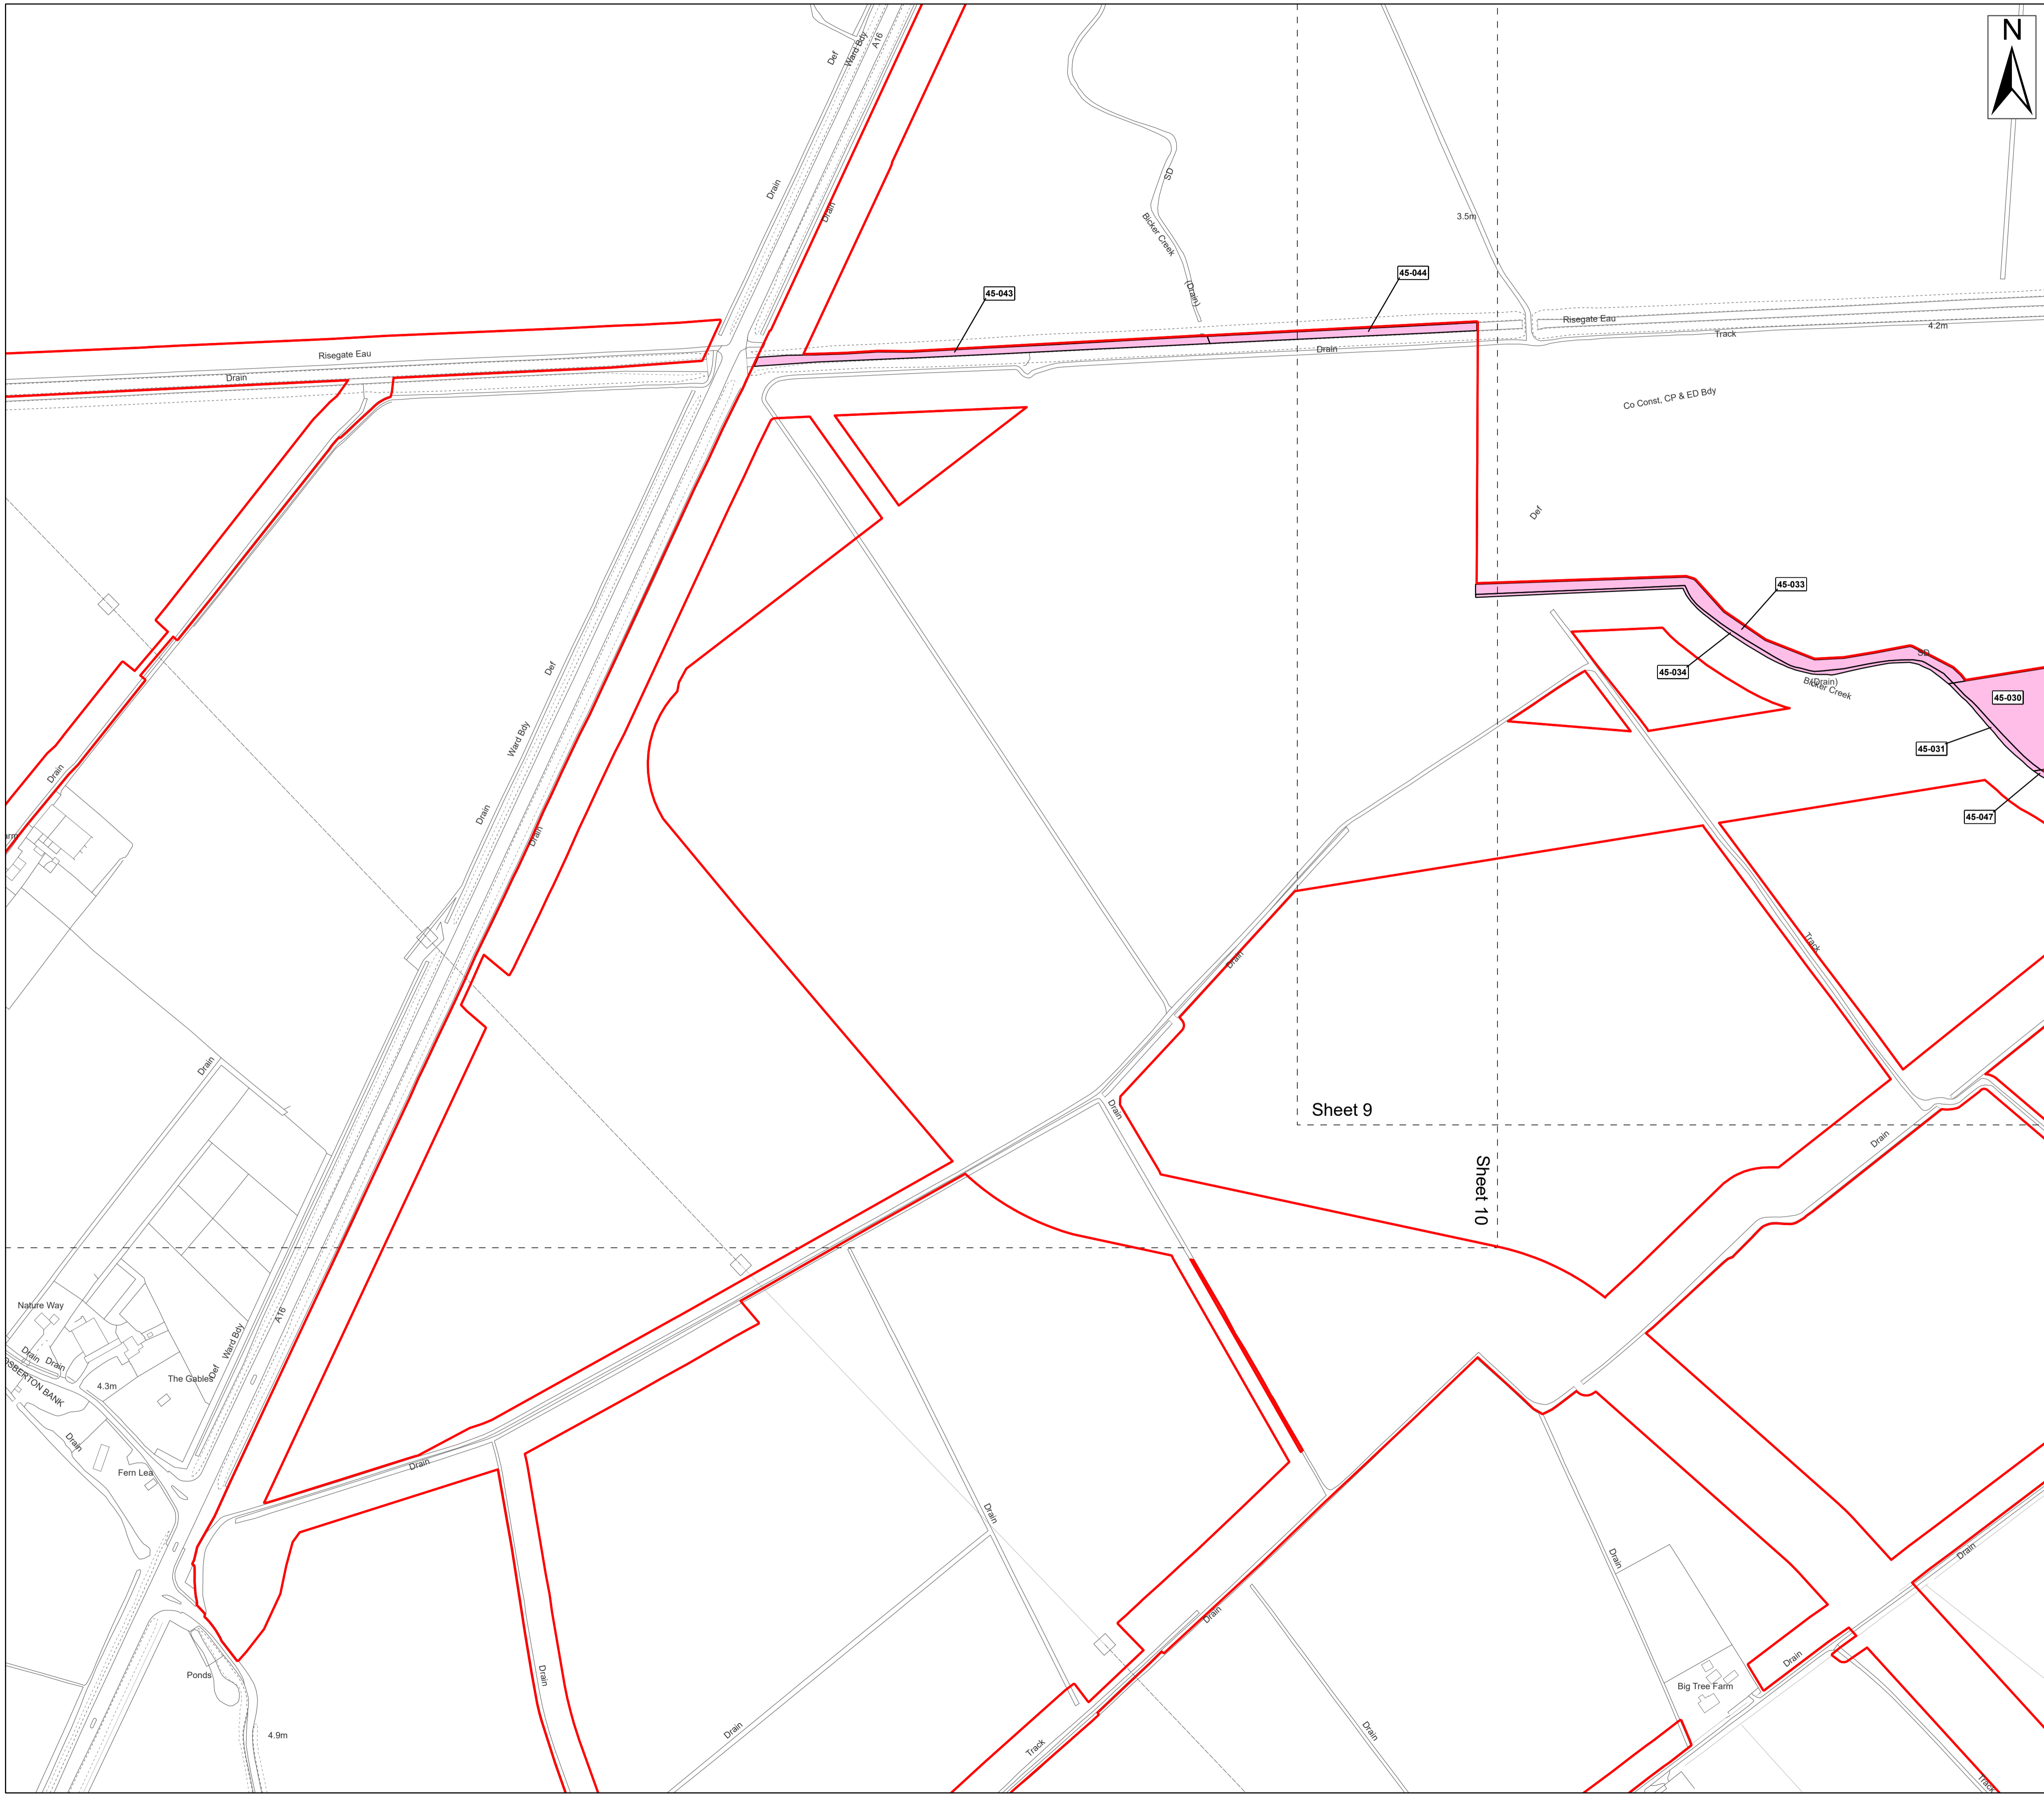 N
Def
Ward Bdy
A16
Drain
Drain
SD
Bicker Creek
(Drain)
3.5m
45-043
45-044
Risegate Eau
Drain
Risegate Eau
Track
4.2m
Drain
Co Const, CP & ED Bdy
Def
45-033
45-034
SD
(Drain)
Bicker Creek
45-030
45-031
45-047
Def
Ward Bdy
Drain
Drain
Drain
Track
Drain
Drain
Drain
Sheet 9
Sheet 10
Drain
Nature Way
Drain
Drain
4.3m
The Gables
Def
Ward Bdy
A16
BERTON BANK
Drain
Fern Lea
Drain
Drain
Drain
Drain
Drain
Ponds
4.9m
Drain
Drain
Track
Drain
Drain
Big Tree Farm
Drain
Track